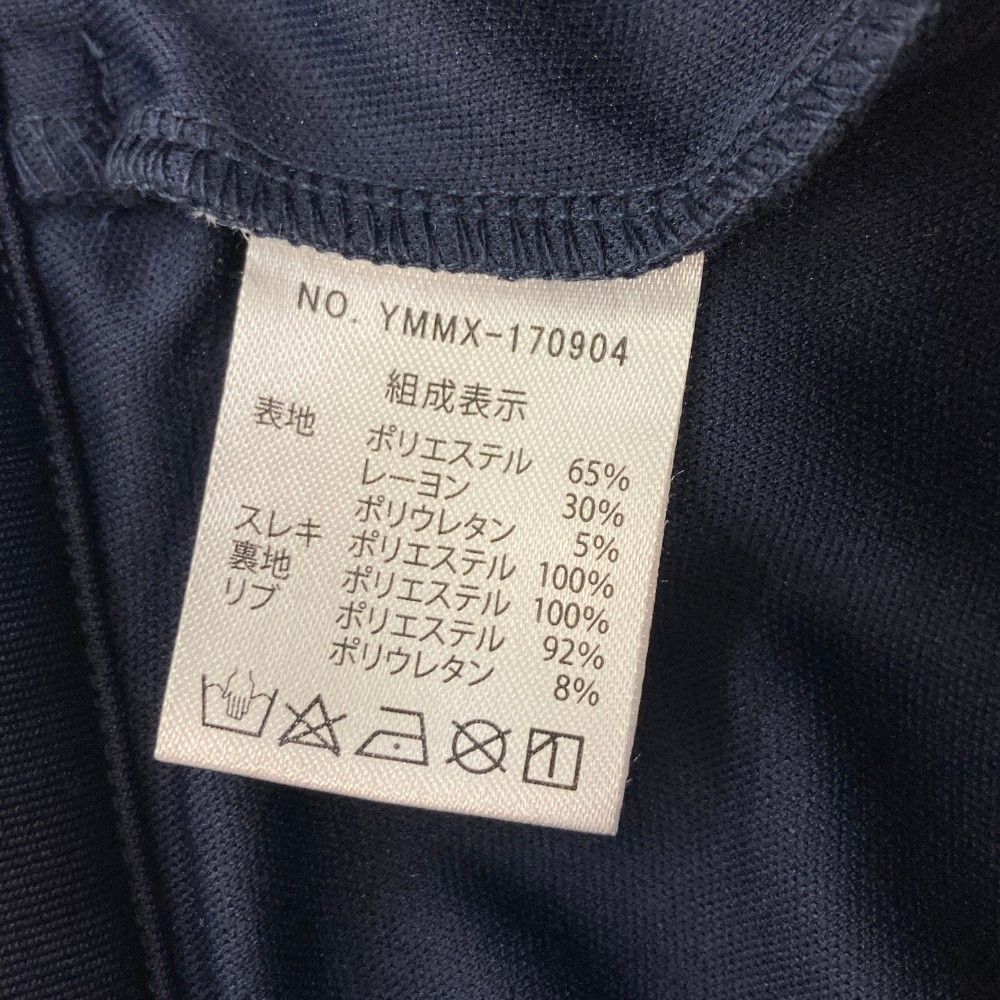 NO. YMMX-170904
組成表示
表地 ポリエステル 65%
レーヨン 30%
ポリウレタン 5%
スレキ ポリエステル 100%
裏地 ポリエステル 100%
リブ ポリエステル 92%
ポリウレタン 8%